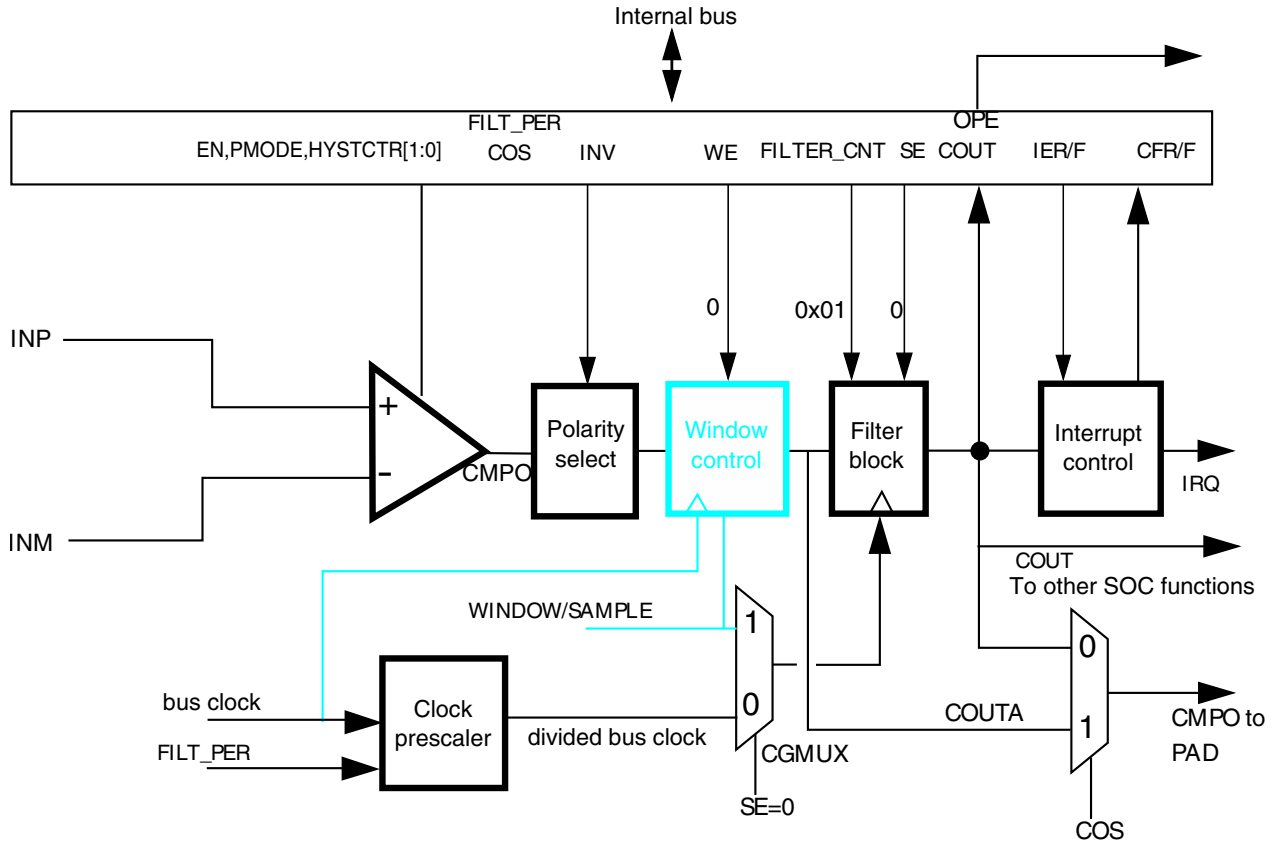 Internal bus
FILT_PER
OPE
EN,PMODE,HYSTCTR[1:0]
COS
INV
WE
FILTER_CNT
SE
COUT
IER/F
CFR/F
0
0x01
0
INP
INM
+
-
CMPO
Polarity
select
Window
control
Filter
block
Interrupt
control
IRQ
COUT
To other SOC functions
WINDOW/SAMPLE
1
0
bus clock
FILT_PER
Clock
prescaler
divided bus clock
CGMUX
SE=0
COUTA
0
1
CMPO to
PAD
COS